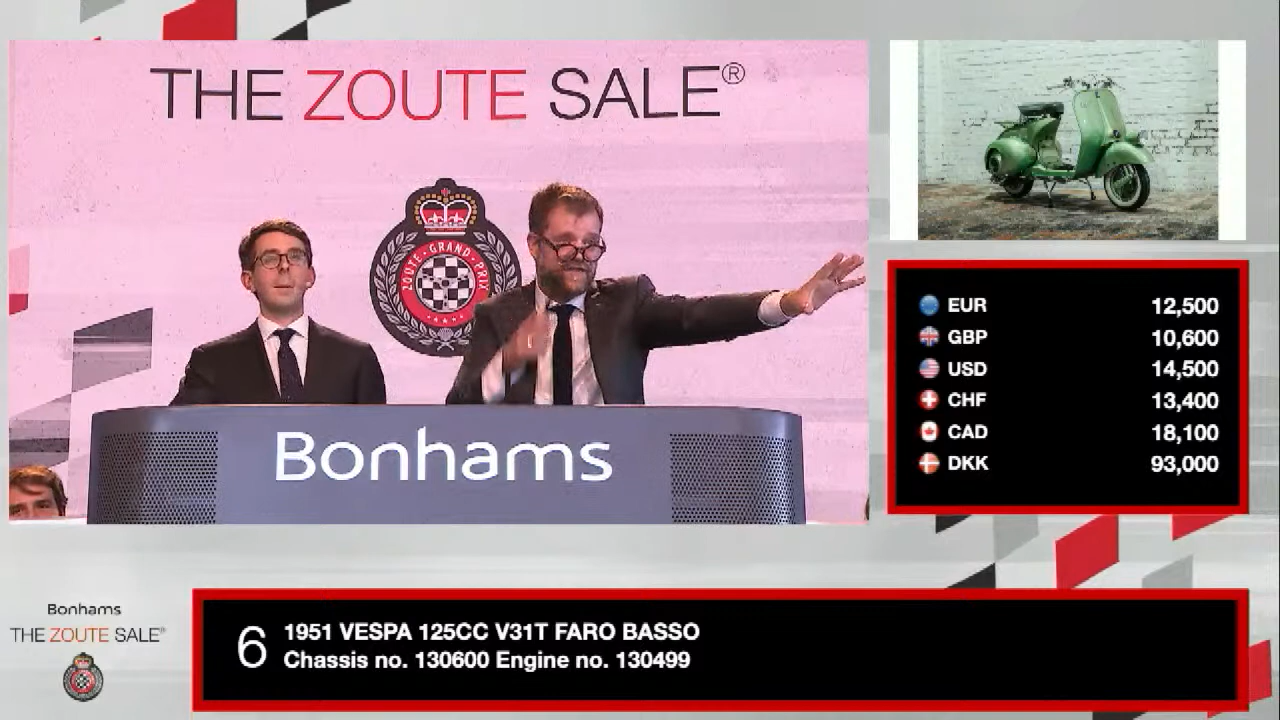 THE ZOUTE SALE®
ZOUTE · GRAND · PRIX
Bonhams
EUR 12,500
GBP 10,600
USD 14,500
CHF 13,400
CAD 18,100
DKK 93,000
Bonhams
THE ZOUTE SALE®
6
1951 VESPA 125CC V31T FARO BASSO
Chassis no. 130600 Engine no. 130499